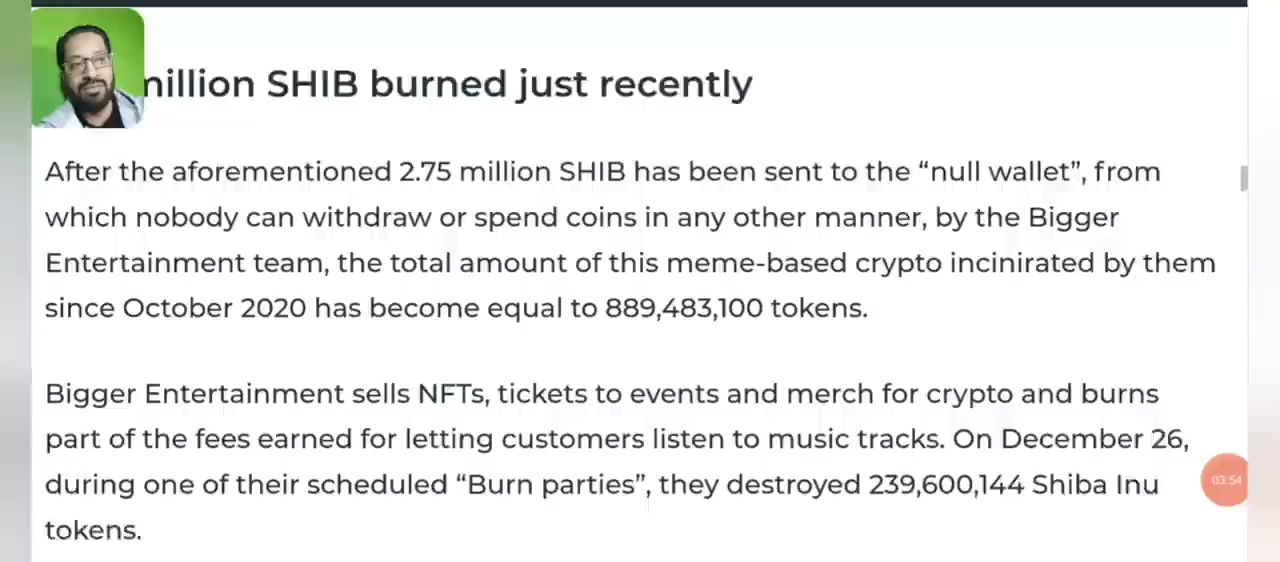 million SHIB burned just recently
After the aforementioned 2.75 million SHIB has been sent to the “null wallet”, from
which nobody can withdraw or spend coins in any other manner, by the Bigger
Entertainment team, the total amount of this meme-based crypto incinirated by them
since October 2020 has become equal to 889,483,100 tokens.
Bigger Entertainment sells NFTs, tickets to events and merch for crypto and burns
part of the fees earned for letting customers listen to music tracks. On December 26,
during one of their scheduled “Burn parties”, they destroyed 239,600,144 Shiba Inu
03:54
tokens.